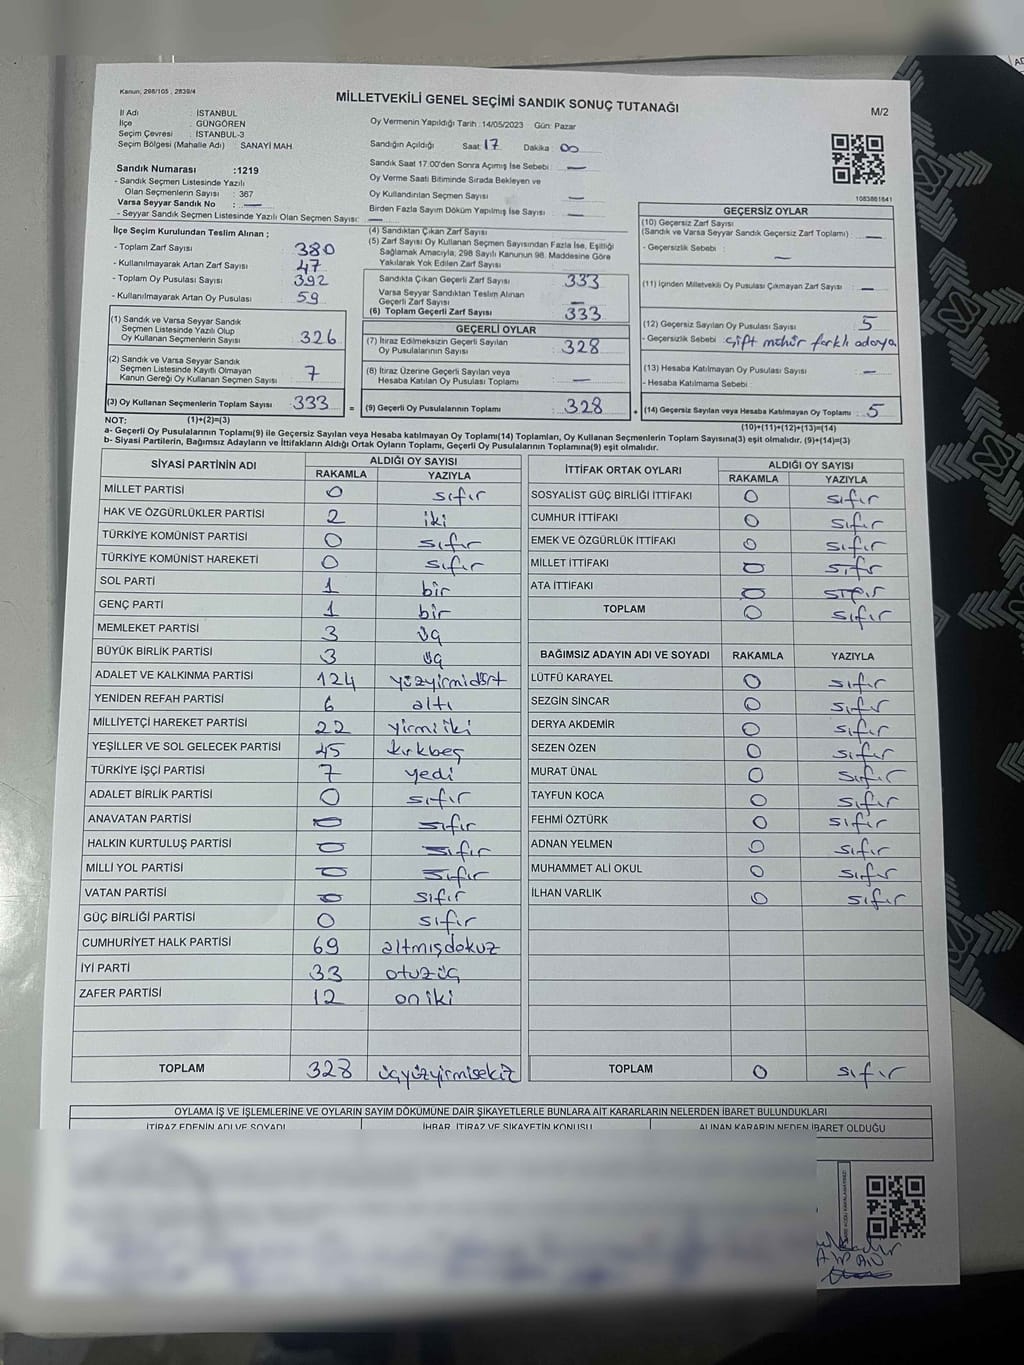 Kanun: 298/105 , 2839/4
MİLLETVEKİLİ GENEL SEÇİMİ SANDIK SONUÇ TUTANAĞI
M/2
İl Adı : İSTANBUL
İlçe : GÜNGÖREN
Seçim Çevresi : İSTANBUL-3
Seçim Bölgesi (Mahalle Adı) SANAYİ MAH.
Oy Vermenin Yapıldığı Tarih :14/05/2023 Gün: Pazar
Sandığın Açıldığı Saat: 17 Dakika : 00
Sandık Saat 17:00'den Sonra Açımış İse Sebebi : —
Oy Verme Saati Bitiminde Sırada Bekleyen ve
Oy Kullandırılan Seçmen Sayısı : —
Birden Fazla Sayım Döküm Yapılmış İse Sayısı : —
Sandık Numarası :1219
- Sandık Seçmen Listesinde Yazılı
Olan Seçmenlerin Sayısı : 367
Varsa Seyyar Sandık No : —
- Seyyar Sandık Seçmen Listesinde Yazılı Olan Seçmen Sayısı: —
1083861641
İlçe Seçim Kurulundan Teslim Alınan ;
- Toplam Zarf Sayısı : 380
- Kullanılmayarak Artan Zarf Sayısı : 47
- Toplam Oy Pusulası Sayısı : 392
- Kullanılmayarak Artan Oy Pusulası : 59
(1) Sandık ve Varsa Seyyar Sandık
Seçmen Listesinde Yazılı Olup
Oy Kullanan Seçmenlerin Sayısı : 326
(2) Sandık ve Varsa Seyyar Sandık
Seçmen Listesinde Kayıtlı Olmayan
Kanun Gereği Oy Kullanan Seçmen Sayısı : 7
(3) Oy Kullanan Seçmenlerin Toplam Sayısı : 333
(4) Sandıktan Çıkan Zarf Sayısı :
(5) Zarf Sayısı Oy Kullanan Seçmen Sayısından Fazla İse, Eşitliği
Sağlamak Amacıyla; 298 Sayılı Kanunun 98. Maddesine Göre
Yakılarak Yok Edilen Zarf Sayısı :
Sandıkta Çıkan Geçerli Zarf Sayısı : 333
Varsa Seyyar Sandıktan Teslim Alınan
Geçerli Zarf Sayısı : —
(6) Toplam Geçerli Zarf Sayısı : 333
GEÇERLİ OYLAR
(7) İtiraz Edilmeksizin Geçerli Sayılan
Oy Pusulalarının Sayısı : 328
(8) İtiraz Üzerine Geçerli Sayılan veya
Hesaba Katılan Oy Pusulası Toplamı : —
= (9) Geçerli Oy Pusulalarının Toplamı : 328 +
GEÇERSİZ OYLAR
(10) Geçersiz Zarf Sayısı
(Sandık ve Varsa Seyyar Sandık Geçersiz Zarf Toplamı) : —
- Geçersizlik Sebebi : —
(11) İçinden Milletvekili Oy Pusulası Çıkmayan Zarf Sayısı : —
(12) Geçersiz Sayılan Oy Pusulası Sayısı : 5
- Geçersizlik Sebebi : Çift mühür farklı adaya
(13) Hesaba Katılmayan Oy Pusulası Sayısı : —
- Hesaba Katılmama Sebebi :
(14) Geçersiz Sayılan veya Hesaba Katılmayan Oy Toplamı : 5
NOT: (1)+(2)=(3)
(10)+(11)+(12)+(13)=(14)
a- Geçerli Oy Pusulalarının Toplamı(9) ile Geçersiz Sayılan veya Hesaba katılmayan Oy Toplamı(14) Toplamları, Oy Kullanan Seçmenlerin Toplam Sayısına(3) eşit olmalıdır. (9)+(14)=(3)
b- Siyasi Partilerin, Bağımsız Adayların ve İttifakların Aldığı Ortak Oyların Toplamı, Geçerli Oy Pusulalarının Toplamına(9) eşit olmalıdır.
SİYASİ PARTİNİN ADI ALDIĞI OY SAYISI
RAKAMLA YAZIYLA
MİLLET PARTİSİ 0 sıfır
HAK VE ÖZGÜRLÜKLER PARTİSİ 2 iki
TÜRKİYE KOMÜNİST PARTİSİ 0 sıfır
TÜRKİYE KOMÜNİST HAREKETİ 0 sıfır
SOL PARTİ 1 bir
GENÇ PARTİ 1 bir
MEMLEKET PARTİSİ 3 üç
BÜYÜK BİRLİK PARTİSİ 3 üç
ADALET VE KALKINMA PARTİSİ 124 yüzyirmidört
YENİDEN REFAH PARTİSİ 6 altı
MİLLİYETÇİ HAREKET PARTİSİ 22 yirmiiki
YEŞİLLER VE SOL GELECEK PARTİSİ 45 kırkbeş
TÜRKİYE İŞÇİ PARTİSİ 7 yedi
ADALET BİRLİK PARTİSİ 0 sıfır
ANAVATAN PARTİSİ 0 sıfır
HALKIN KURTULUŞ PARTİSİ 0 sıfır
MİLLİ YOL PARTİSİ 0 sıfır
VATAN PARTİSİ 0 sıfır
GÜÇ BİRLİĞİ PARTİSİ 0 sıfır
CUMHURİYET HALK PARTİSİ 69 altmışdokuz
İYİ PARTİ 33 otuzüç
ZAFER PARTİSİ 12 oniki
TOPLAM 328 üçyüzyirmisekiz
İTTİFAK ORTAK OYLARI ALDIĞI OY SAYISI
RAKAMLA YAZIYLA
SOSYALİST GÜÇ BİRLİĞİ İTTİFAKI 0 sıfır
CUMHUR İTTİFAKI 0 sıfır
EMEK VE ÖZGÜRLÜK İTTİFAKI 0 sıfır
MİLLET İTTİFAKI 0 sıfır
ATA İTTİFAKI 0 sıfır
TOPLAM 0 sıfır
BAĞIMSIZ ADAYIN ADI VE SOYADI RAKAMLA YAZIYLA
LÜTFÜ KARAYEL 0 sıfır
SEZGİN SİNCAR 0 sıfır
DERYA AKDEMİR 0 sıfır
SEZEN ÖZEN 0 sıfır
MURAT ÜNAL 0 sıfır
TAYFUN KOCA 0 sıfır
FEHMİ ÖZTÜRK 0 sıfır
ADNAN YELMEN 0 sıfır
MUHAMMET ALİ OKUL 0 sıfır
İLHAN VARLIK 0 sıfır
TOPLAM 0 sıfır
OYLAMA İŞ VE İŞLEMLERİNE VE OYLARIN SAYIM DÖKÜMÜNE DAİR ŞİKAYETLERLE BUNLARA AİT KARARLARIN NELERDEN İBARET BULUNDUKLARI
İTİRAZ EDENİN ADI VE SOYADI İHBAR, İTİRAZ VE ŞİKAYETİN KONUSU ALINAN KARARIN NEDEN İBARET OLDUĞU